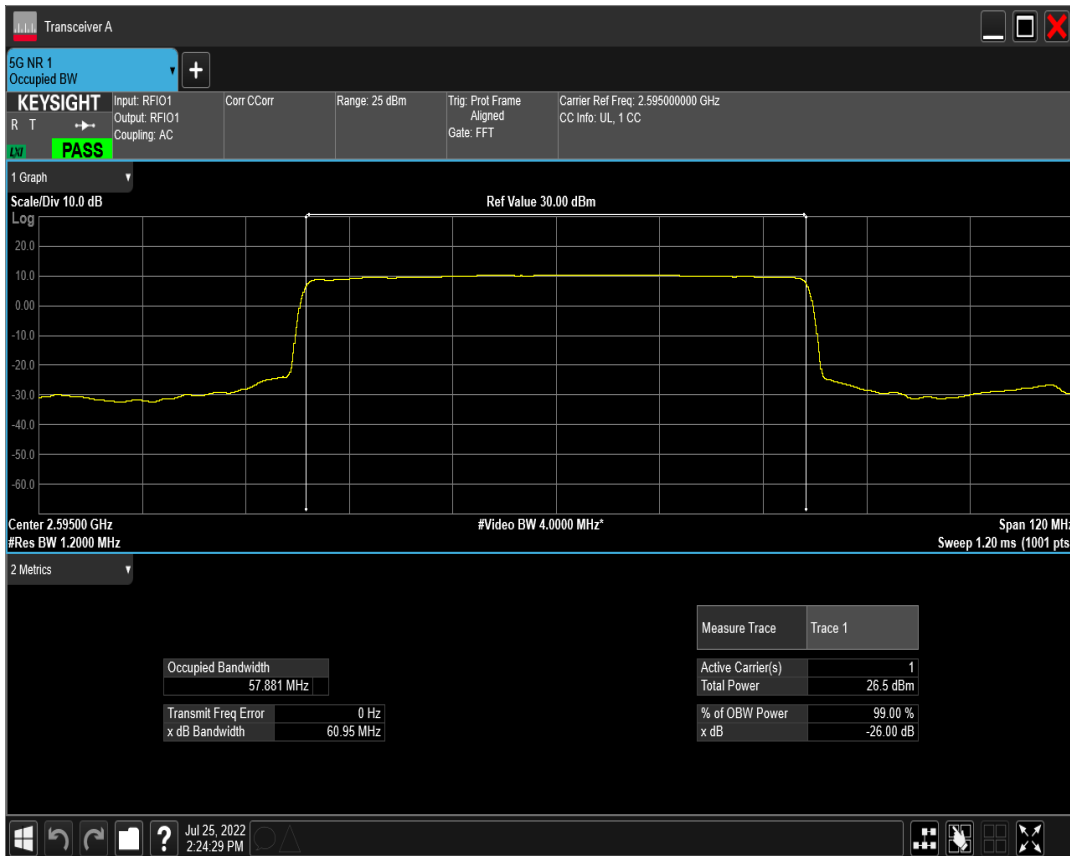 Transceiver A
5G NR 1
Occupied BW
KEYSIGHT
R T
LXI
PASS
Input: RFIO1
Output: RFIO1
Coupling: AC
Corr CCorr
Range: 25 dBm
Trig: Prot Frame
Aligned
Gate: FFT
Carrier Ref Freq: 2.595000000 GHz
CC Info: UL, 1 CC
1 Graph
Scale/Div 10.0 dB
Ref Value 30.00 dBm
Log
20.0
10.0
0.00
-10.0
-20.0
-30.0
-40.0
-50.0
-60.0
Center 2.59500 GHz
#Video BW 4.0000 MHz*
Span 120 MHz
#Res BW 1.2000 MHz
Sweep 1.20 ms (1001 pts
2 Metrics
Measure Trace Trace 1
Occupied Bandwidth
57.881 MHz
Active Carrier(s) 1
Total Power 26.5 dBm
Transmit Freq Error 0 Hz
x dB Bandwidth 60.95 MHz
% of OBW Power 99.00 %
x dB -26.00 dB
?
Jul 25, 2022
2:24:29 PM